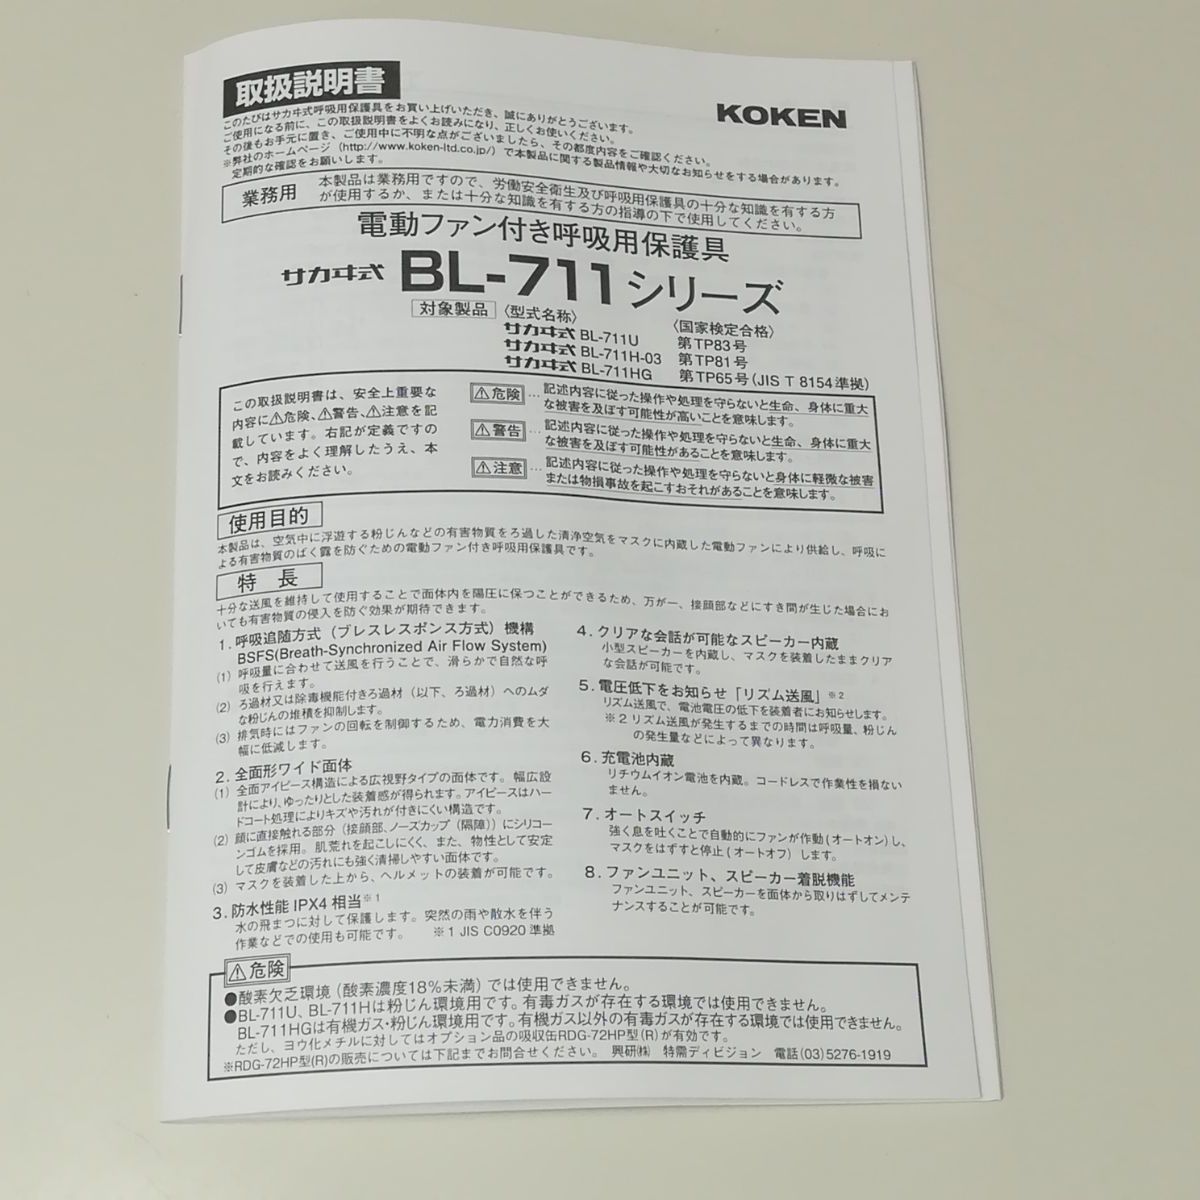 取扱説明書
KOKEN
このたびはサカヰ式呼吸用保護具をお買い上げいただき、誠にありがとうございます。
ご使用になる前に、この取扱説明書をよくお読みになり、正しくお使いください。
その後もお手元に置き、ご使用中に不明な点がございましたら、その都度内容をご確認ください。
※弊社のホームページ（http://www.koken-ltd.co.jp/）で本製品に関する製品情報や大切なお知らせをする場合があります。
定期的な確認をお願いします。
業務用
本製品は業務用ですので、労働安全衛生及び呼吸用保護具の十分な知識を有する方
が使用するか、または十分な知識を有する方の指導の下で使用してください。
電動ファン付き呼吸用保護具
サカヰ式 BL-711シリーズ
対象製品 〈型式名称〉 〈国家検定合格〉
サカヰ式 BL-711U 第TP83号
サカヰ式 BL-711H-03 第TP81号
サカヰ式 BL-711HG 第TP65号(JIS T 8154準拠)
この取扱説明書は、安全上重要な
内容に⚠危険、⚠警告、⚠注意を記
載しています。右記が定義ですの
で、内容をよく理解したうえ、本
文をお読みください。
⚠危険 … 記述内容に従った操作や処理を守らないと生命、身体に重大
な被害を及ぼす可能性が高いことを意味します。
⚠警告 … 記述内容に従った操作や処理を守らないと生命、身体に重大
な被害を及ぼす可能性があることを意味します。
⚠注意 … 記述内容に従った操作や処理を守らないと身体に軽微な被害
または物損事故を起こすおそれがあることを意味します。
使用目的
本製品は、空気中に浮遊する粉じんなどの有害物質をろ過した清浄空気をマスクに内蔵した電動ファンにより供給し、呼吸に
よる有害物質のばく露を防ぐための電動ファン付き呼吸用保護具です。
特 長
十分な送風を維持して使用することで面体内を陽圧に保つことができるため、万が一、接顔部などにすき間が生じた場合にお
いても有害物質の侵入を防ぐ効果が期待できます。
1. 呼吸追随方式（ブレスレスポンス方式）機構
BSFS(Breath-Synchronized Air Flow System)
(1) 呼吸量に合わせて送風を行うことで、滑らかで自然な呼
吸を行えます。
(2) ろ過材又は除毒機能付きろ過材（以下、ろ過材）へのムダ
な粉じんの堆積を抑制します。
(3) 排気時にはファンの回転を制御するため、電力消費を大
幅に低減します。
2. 全面形ワイド面体
(1) 全面アイピース構造による広視野タイプの面体です。幅広設
計により、ゆったりとした装着感が得られます。アイピースはハー
ドコート処理によりキズや汚れが付きにくい構造です。
(2) 顔に直接触れる部分（接顔部、ノーズカップ（隔障））にシリコー
ンゴムを採用。肌荒れを起こしにくく、また、物性として安定
して皮膚などの汚れにも強く清掃しやすい面体です。
(3) マスクを装着した上から、ヘルメットの装着が可能です。
3. 防水性能 IPX4 相当※1
水の飛まつに対して保護します。突然の雨や散水を伴う
作業などでの使用も可能です。 ※1 JIS C0920 準拠
4. クリアな会話が可能なスピーカー内蔵
小型スピーカーを内蔵し、マスクを装着したままクリア
な会話が可能です。
5. 電圧低下をお知らせ「リズム送風」※2
リズム送風で、電池電圧の低下を装着者にお知らせします。
※2 リズム送風が発生するまでの時間は呼吸量、粉じん
の発生量などによって異なります。
6. 充電池内蔵
リチウムイオン電池を内蔵。コードレスで作業性を損ない
ません。
7. オートスイッチ
強く息を吐くことで自動的にファンが作動(オートオン)し、
マスクをはずすと停止(オートオフ)します。
8. ファンユニット、スピーカー着脱機能
ファンユニット、スピーカーを面体から取りはずしてメンテ
ナンスすることが可能です。
⚠危険
●酸素欠乏環境（酸素濃度18%未満）では使用できません。
●BL-711U、BL-711Hは粉じん環境用です。有毒ガスが存在する環境では使用できません。
BL-711HGは有機ガス・粉じん環境用です。有機ガス以外の有毒ガスが存在する環境では使用できません。
ただし、ヨウ化メチルに対してはオプション品の吸収缶RDG-72HP型(R)が有効です。
※RDG-72HP型(R)の販売については下記までお問合せください。 興研㈱ 特需ディビジョン 電話(03)5276-1919